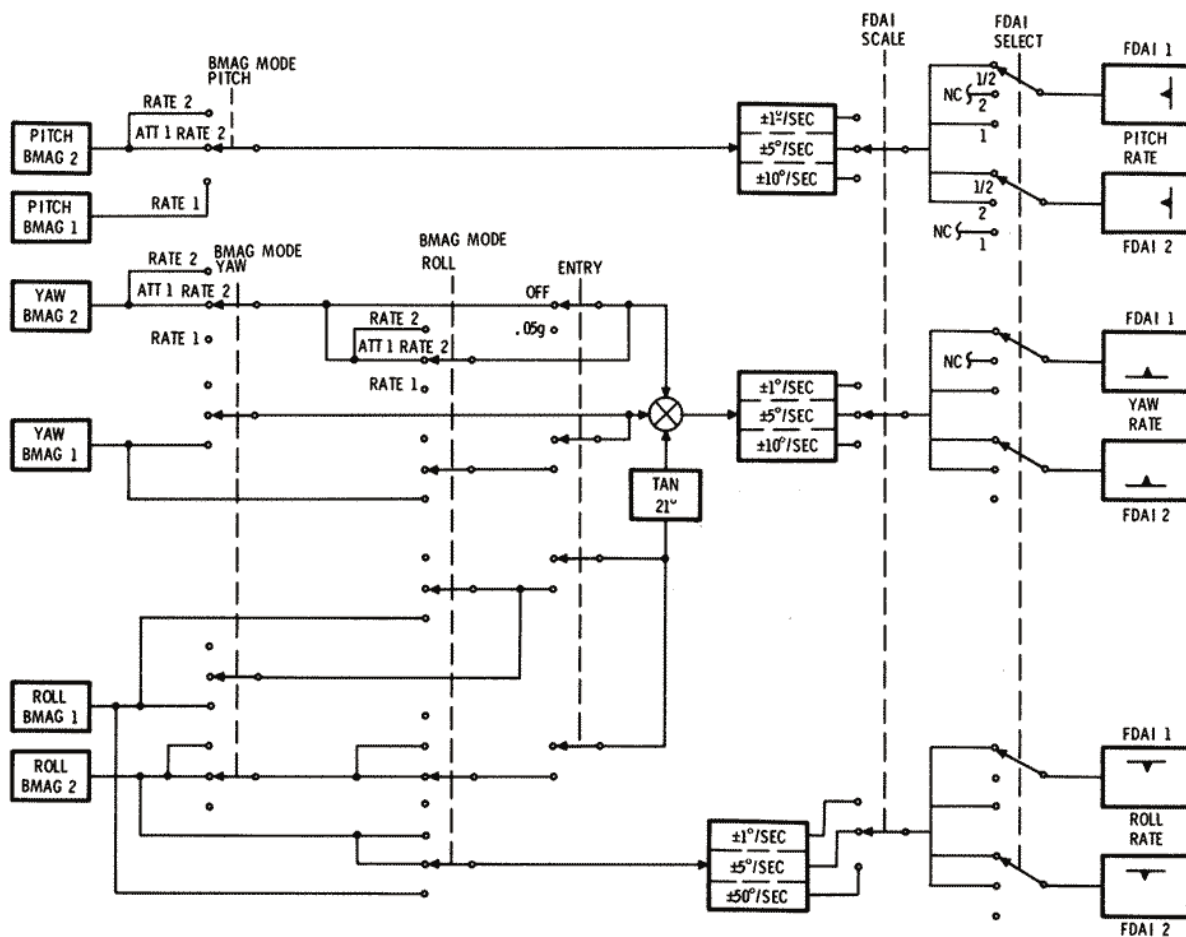 FDAI
SCALE
FDAI
SELECT
FDAI 1
BMAG MODE
PITCH
RATE 2
ATT 1 RATE 2
PITCH
BMAG 2
RATE 1
PITCH
BMAG 1
±1°/SEC
±5°/SEC
±10°/SEC
1/2
NC
2
1
PITCH
RATE
1/2
2
NC
1
FDAI 2
BMAG MODE
YAW
RATE 2
ATT 1 RATE 2
YAW
BMAG 2
RATE 1
BMAG MODE
ROLL
RATE 2
ATT 1 RATE 2
RATE 1
ENTRY
OFF
.05g
YAW
BMAG 1
TAN
21°
±1°/SEC
±5°/SEC
±10°/SEC
FDAI 1
NC
YAW
RATE
FDAI 2
ROLL
BMAG 1
ROLL
BMAG 2
±1°/SEC
±5°/SEC
±50°/SEC
FDAI 1
ROLL
RATE
FDAI 2